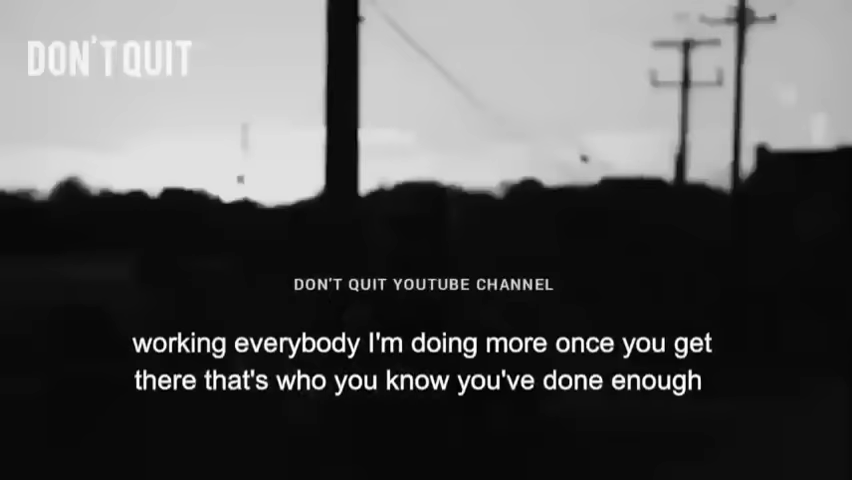 DON'T QUIT
DON'T QUIT YOUTUBE CHANNEL
working everybody I'm doing more once you get
there that's who you know you've done enough